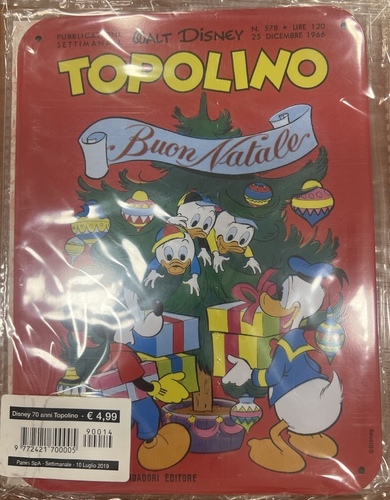 PUBBLICAZIONE
SETTIMANALE
WALT DISNEY
N. 578 • LIRE 120
25 DICEMBRE 1966
TOPOLINO
Buon Natale
Disney 70 anni Topolino - € 4,99
90014
9 772421 700005
Panini SpA - Settimanale - 10 Luglio 2019
MONDADORI EDITORE